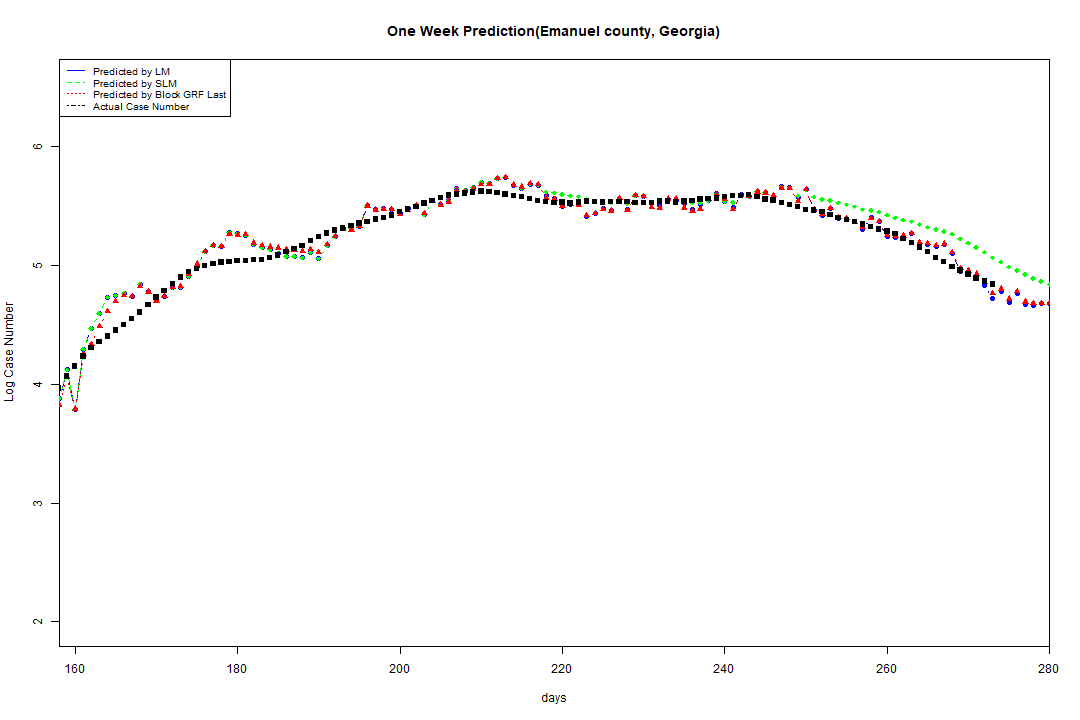 One Week Prediction(Emanuel county, Georgia)
Predicted by LM
Predicted by SLM
Predicted by Block GRF Last
Actual Case Number
6
5
4
3
2
Log Case Number
160 180 200 220 240 260 280
days